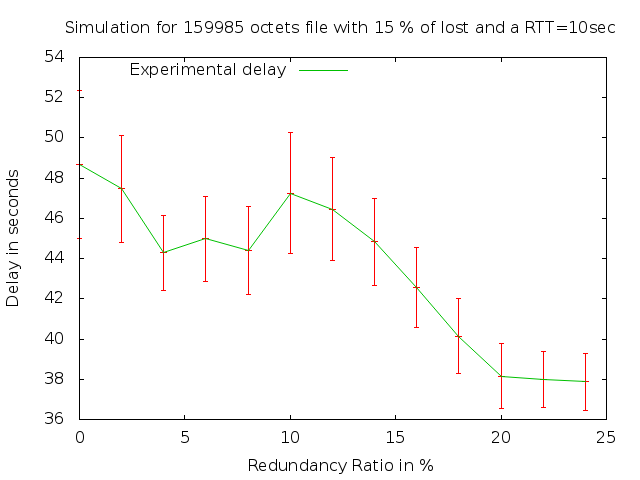 Simulation for 159985 octets file with 15 % of lost and a RTT=10sec
Experimental delay
54
52
50
48
46
44
42
40
38
36
Delay in seconds
0 5 10 15 20 25
Redundancy Ratio in %